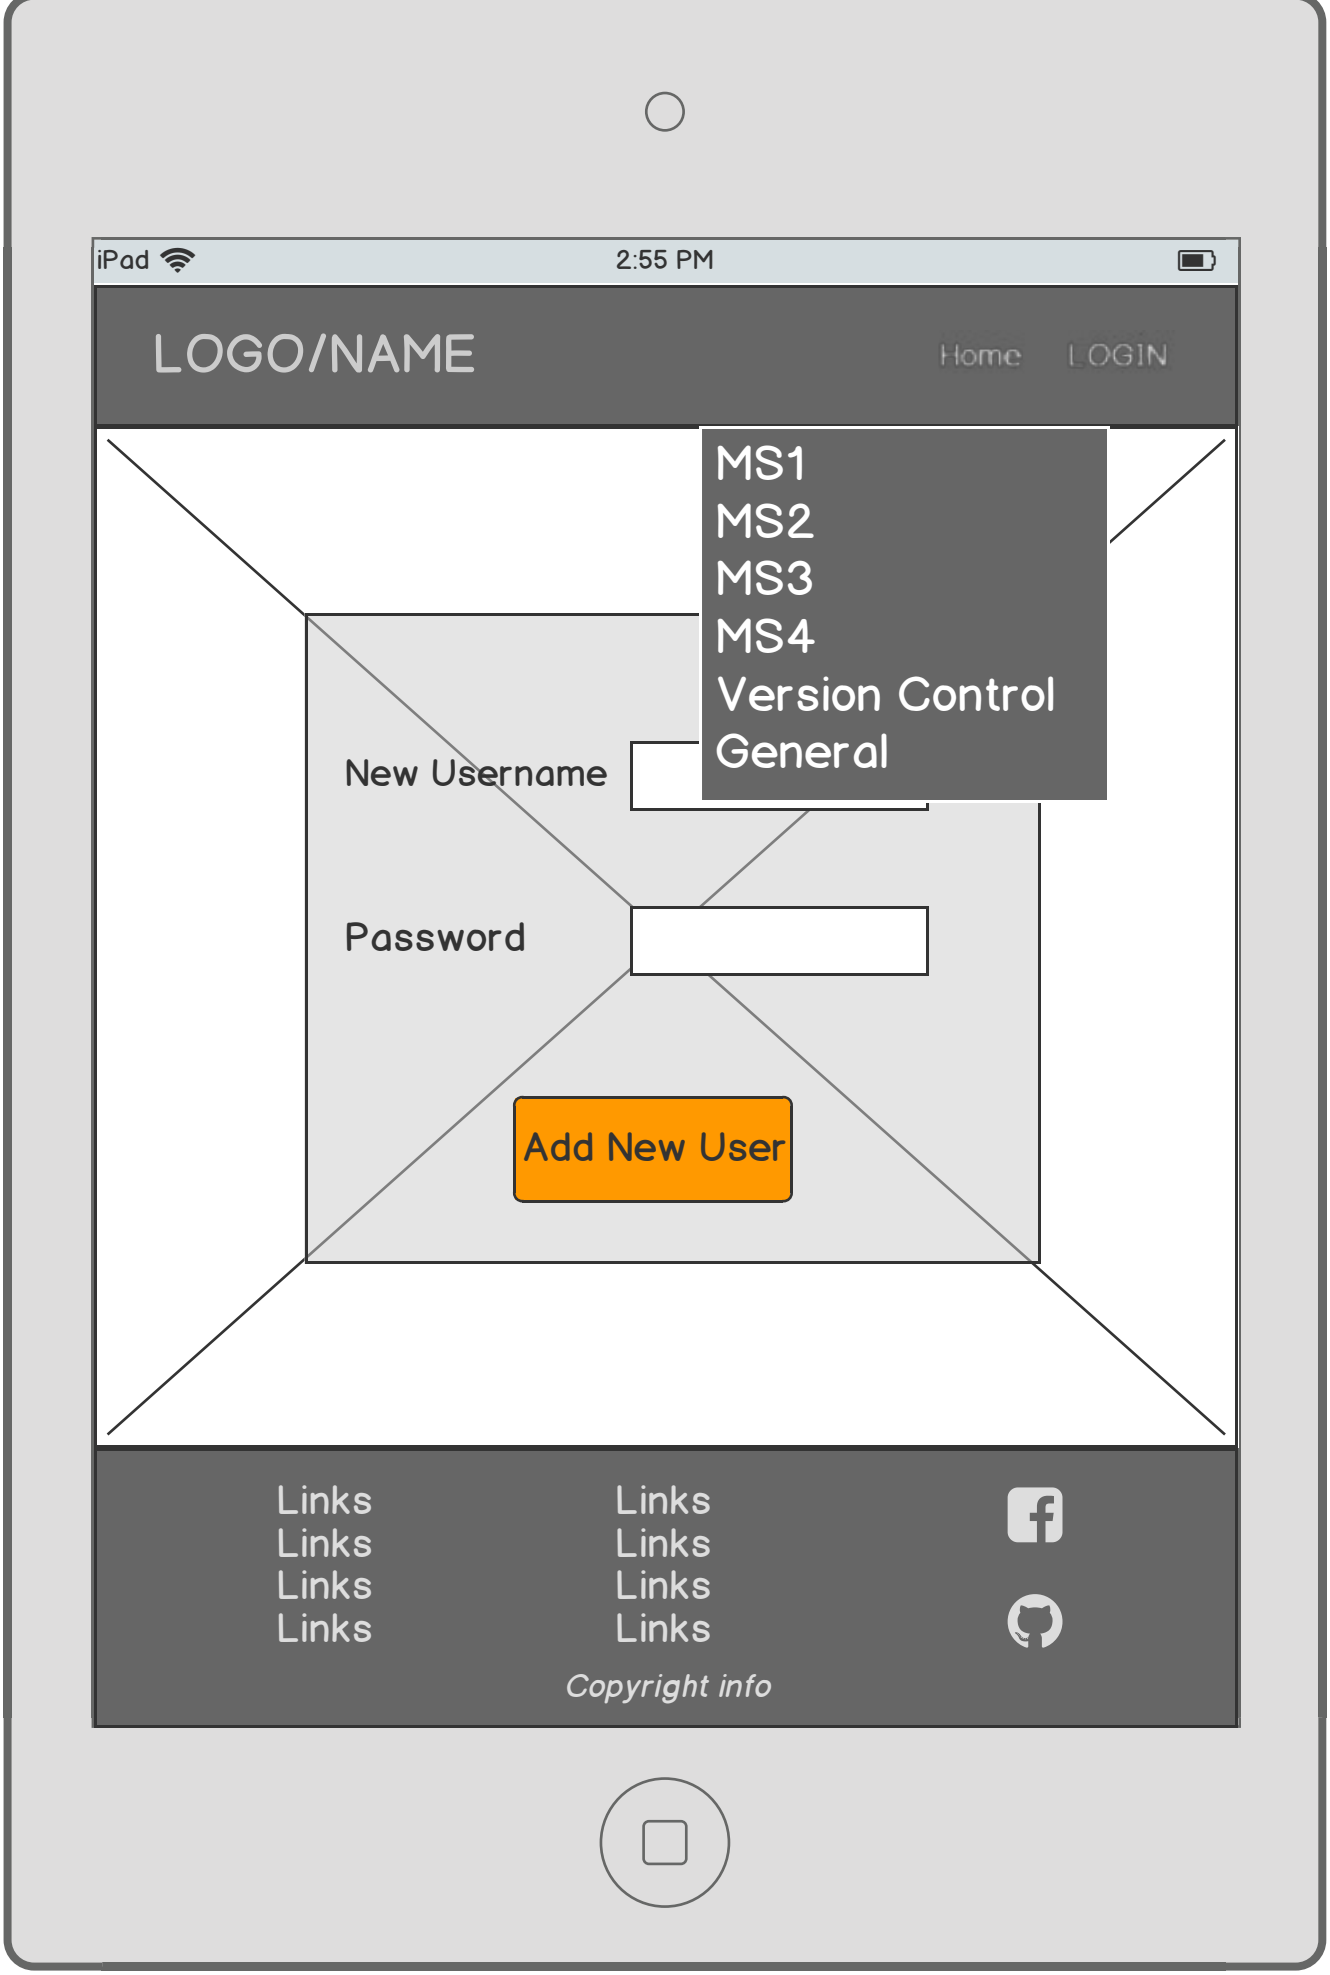 iPad 2:55 PM
LOGO/NAME Home LOGIN
MS1
MS2
MS3
MS4
Version Control
General
New Username
Password
Add New User
Links Links
Links Links
Links Links
Links Links
Copyright info